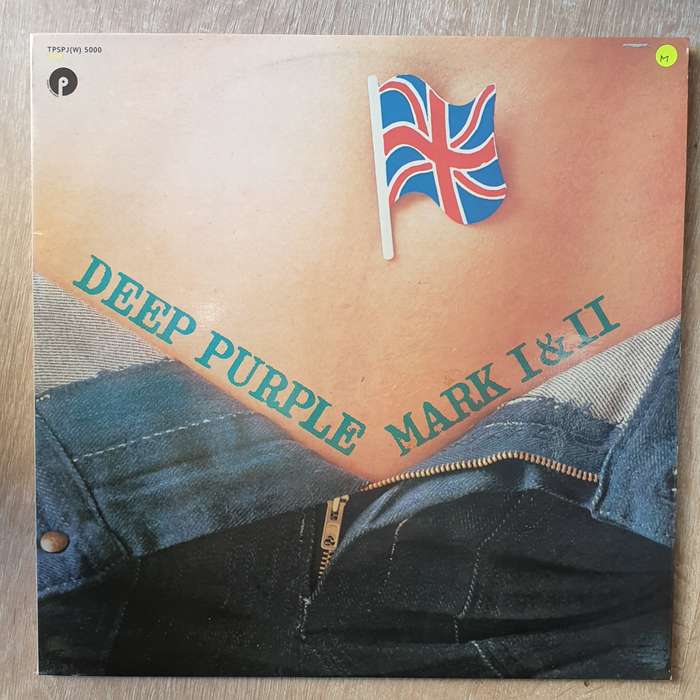 TPSPJ(W) 5000
P
M
DEEP PURPLE
MARK I & II